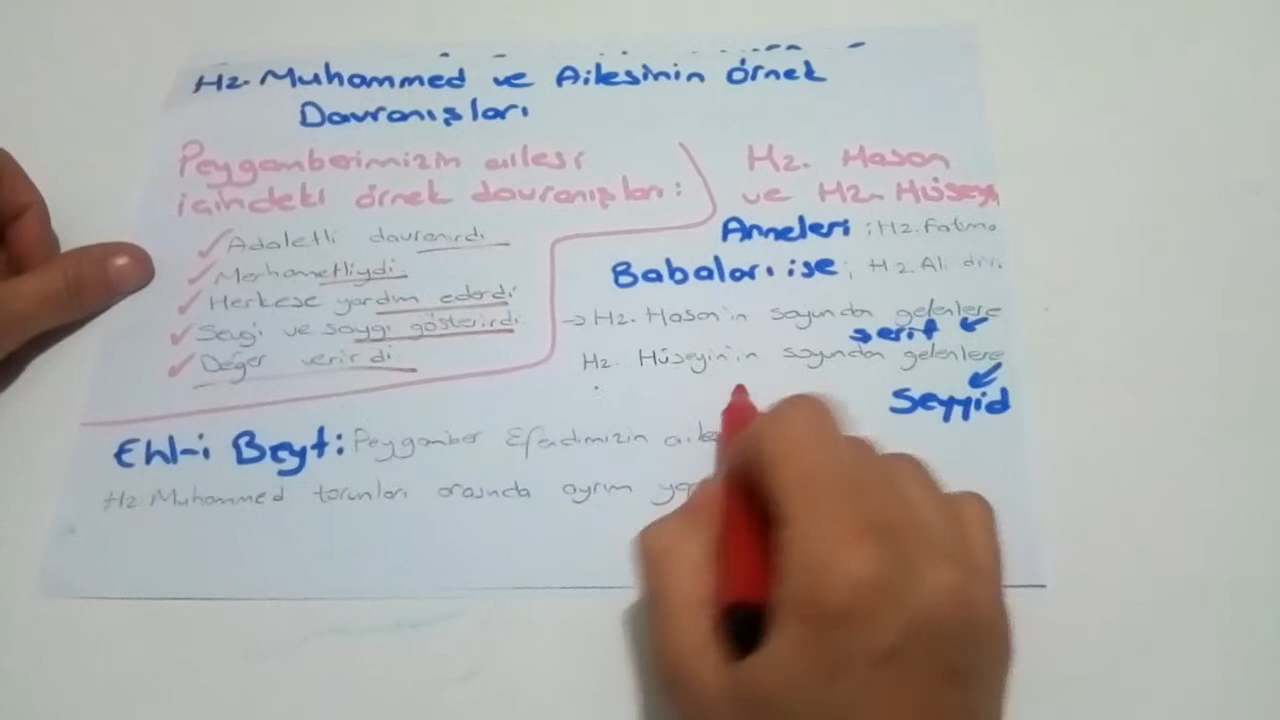 Hz. Muhammed ve Ailesinin örnek
Davranışları
Peygamberimizin ailesi
içindeki örnek davranışları:
Adaletli davranırdı
Merhametliydi.
Herkese yardım ederdi
Sevgi ve saygı gösterirdi.
Değer verirdi
Hz. Hasan
ve Hz. Hüseyi
Anneleri ; Hz. Fatma
Babaları ise ; Hz. Ali dir.
→ Hz. Hasan'ın soyundan gelenlere
şerif
Hz. Hüseyin'in soyundan gelenlere
Seyyid
Ehl-i Beyt: Peygamber Efendimizin
Hz. Muhammed torunları arasında ayrım